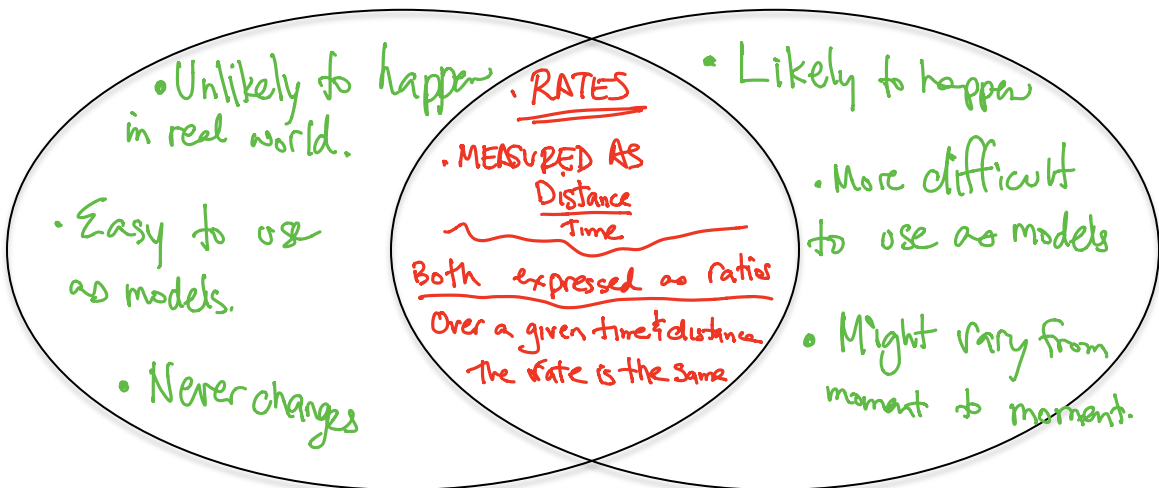 • Unlikely to happen
in real world.
• Easy to use
as models.
• Never changes
• RATES
• MEASURED AS
Distance
Time
Both expressed as ratios
Over a given time & distance
the rate is the same
• Likely to happen
• More difficult
to use as models
• Might vary from
moment to moment.